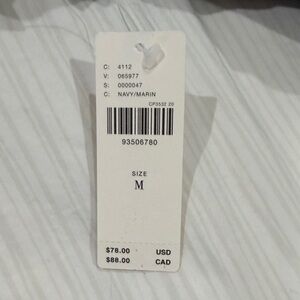 C: 4112
V: 065977
S: 0000047
C: NAVY/MARIN
CP3532 20
93506780
SIZE
M
$78.00 USD
$88.00 CAD